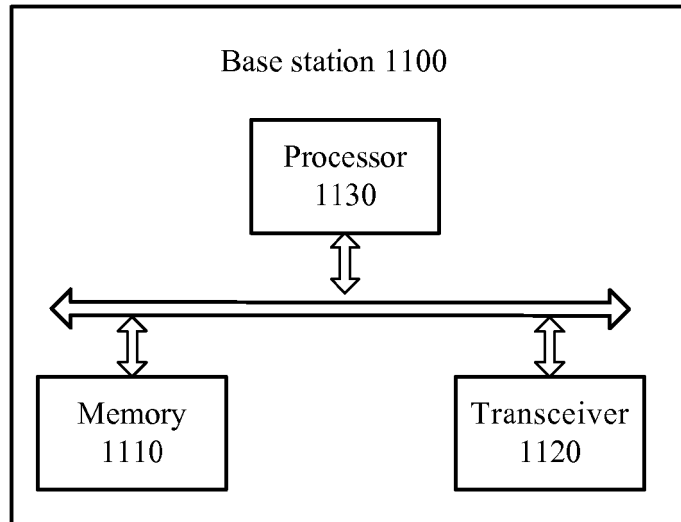 Base station 1100
Processor
1130
Memory
1110
Transceiver
1120